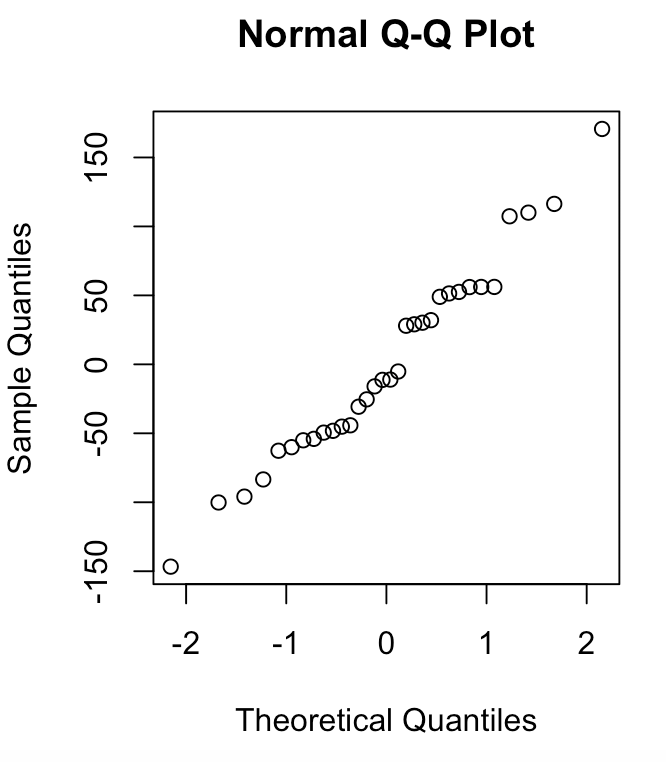 Normal Q-Q Plot
Sample Quantiles
150
50
0
-50
-150
-2 -1 0 1 2
Theoretical Quantiles